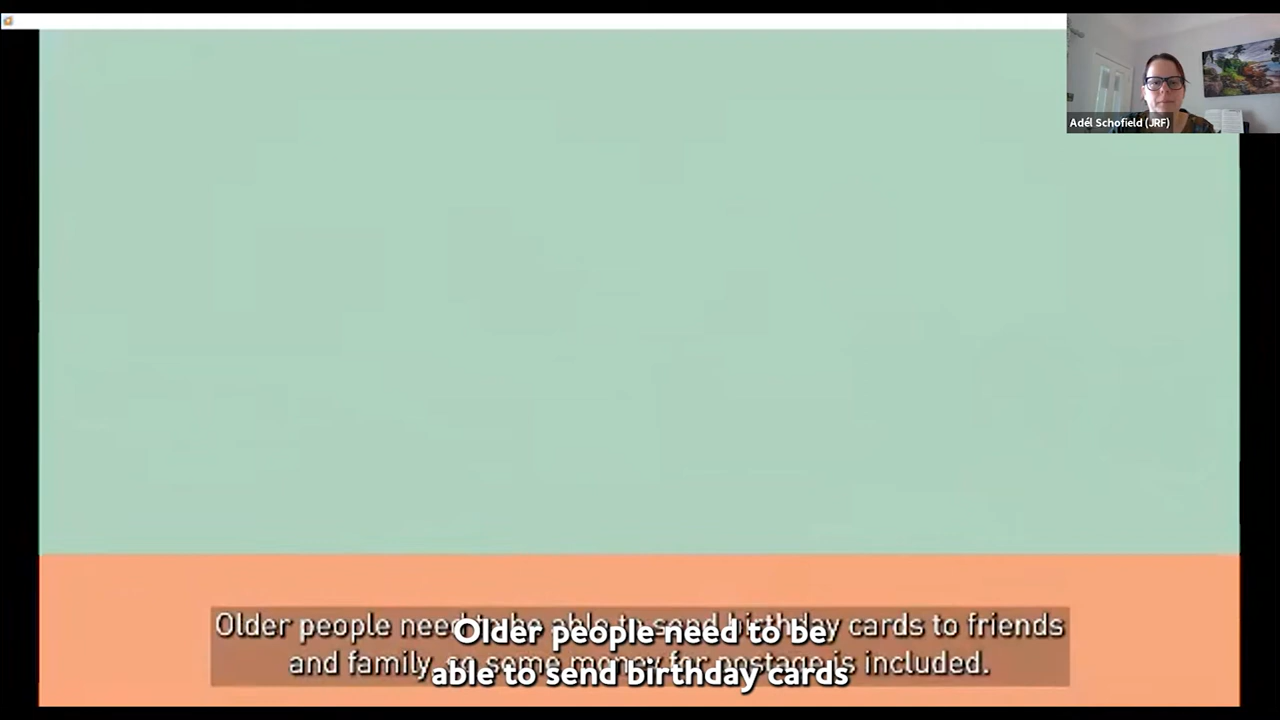 Adél Schofield (JRF)
Older people need to be able to send birthday cards to friends
and family, so some money for postage is included.
Older people need to be
able to send birthday cards